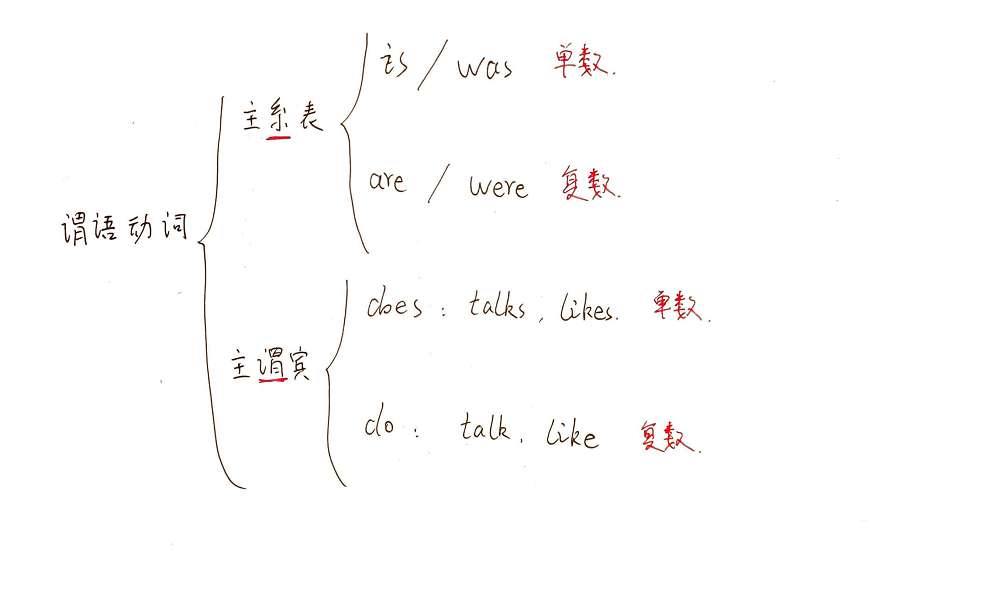 谓语动词
主系表
is / was 单数.
are / were 复数.
主谓宾
does : talks, likes. 单数.
do : talk, like 复数.